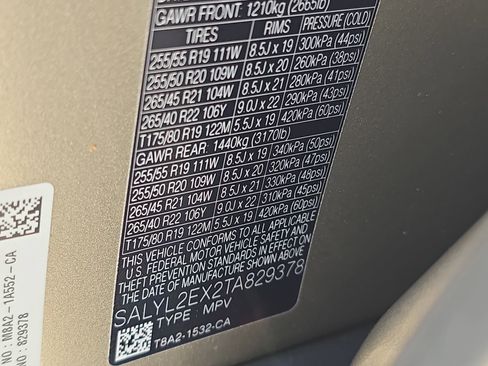 GAWR FRONT: 1210kg (2665lb)
TIRES RIMS PRESSURE (COLD)
255/55 R19 111W 8.5J x 19 300kPa (44psi)
255/50 R20 109W 8.5J x 20 260kPa (38psi)
265/45 R21 104W 8.5J x 21 280kPa (41psi)
265/40 R22 106Y 9.0J x 22 290kPa (43psi)
T175/80 R19 122M 5.5J x 19 420kPa (60psi)
GAWR REAR: 1440kg (3170lb)
255/55 R19 111W 8.5J x 19 340kPa (50psi)
255/50 R20 109W 8.5J x 20 320kPa (47psi)
265/45 R21 104W 8.5J x 21 330kPa (48psi)
265/40 R22 106Y 9.0J x 22 310kPa (45psi)
T175/80 R19 122M 5.5J x 19 420kPa (60psi)
THIS VEHICLE CONFORMS TO ALL APPLICABLE
FEDERAL MOTOR VEHICLE SAFETY AND
THEFT PREVENTION STANDARDS IN EFFECT
ON THE DATE OF MANUFACTURE SHOWN ABOVE
SALYL2EX2TA829378
TYPE: MPV
T8A2-1532-CA
NO: M8A2-1A552-CA
NO: 829378